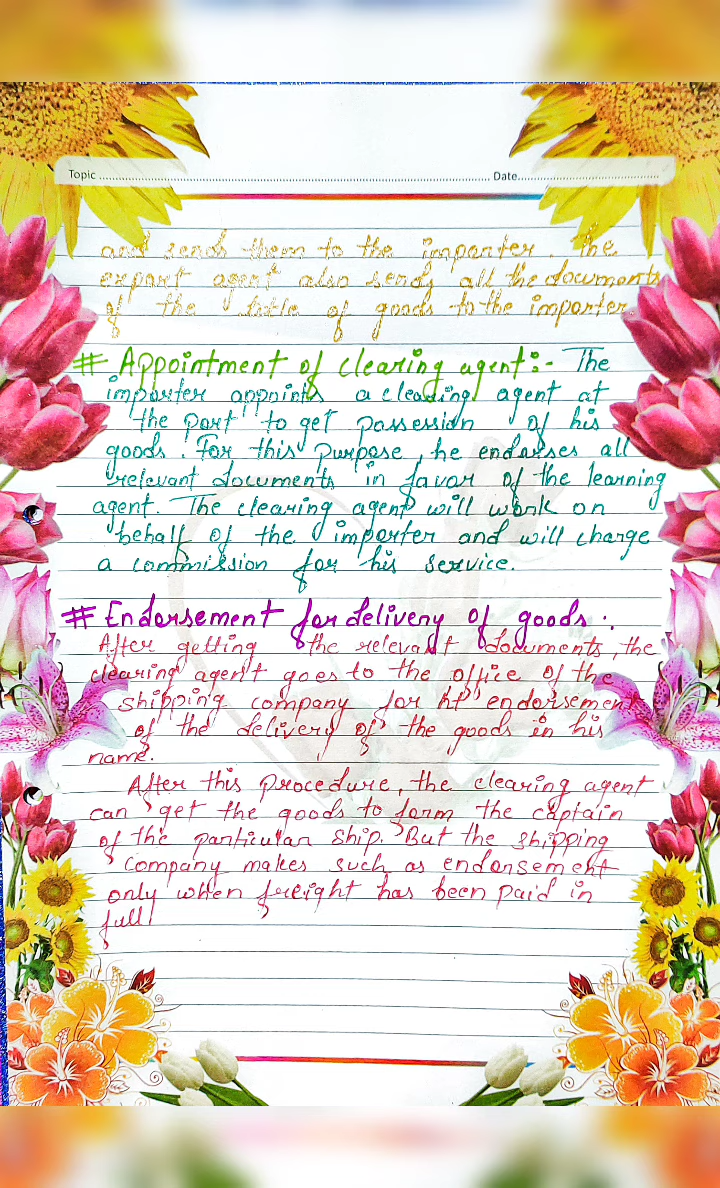 Topic ........ Date........
and sends them to the importer. The
export agent also sends all the documents
of the title of goods to the importer.
# Appointment of clearing agent:- The
importer appoints a clearing agent at
the port to get possession of his
goods. For this purpose, he endorses all
relevant documents in favor of the learning
agent. The clearing agent will work on
behalf of the importer and will charge
a commission for his service.
# Endorsement for delivery of goods :.
After getting the relevant documents, the
clearing agent goes to the office of the
shipping company for endorsement
of the delivery of the goods in his
name.
After this procedure, the clearing agent
can get the goods to form the captain
of the particular ship. But the shipping
company makes such as endorsement
only when freight has been paid in
full